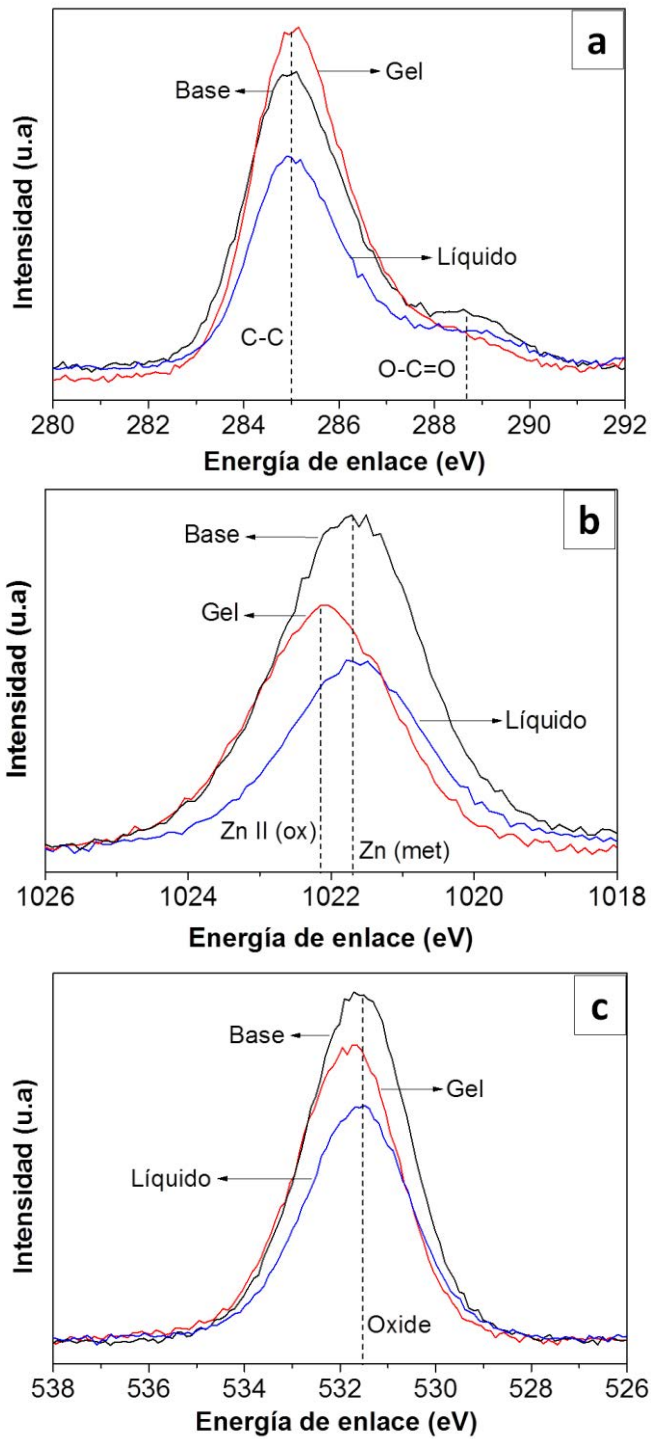 a
Gel
Base
Líquido
C-C
O-C=O
Intensidad (u.a)
280 282 284 286 288 290 292
Energía de enlace (eV)
b
Base
Gel
Líquido
Zn II (ox)
Zn (met)
Intensidad (u.a)
1026 1024 1022 1020 1018
Energía de enlace (eV)
c
Base
Gel
Líquido
Oxide
Intensidad (u.a)
538 536 534 532 530 528 526
Energía de enlace (eV)